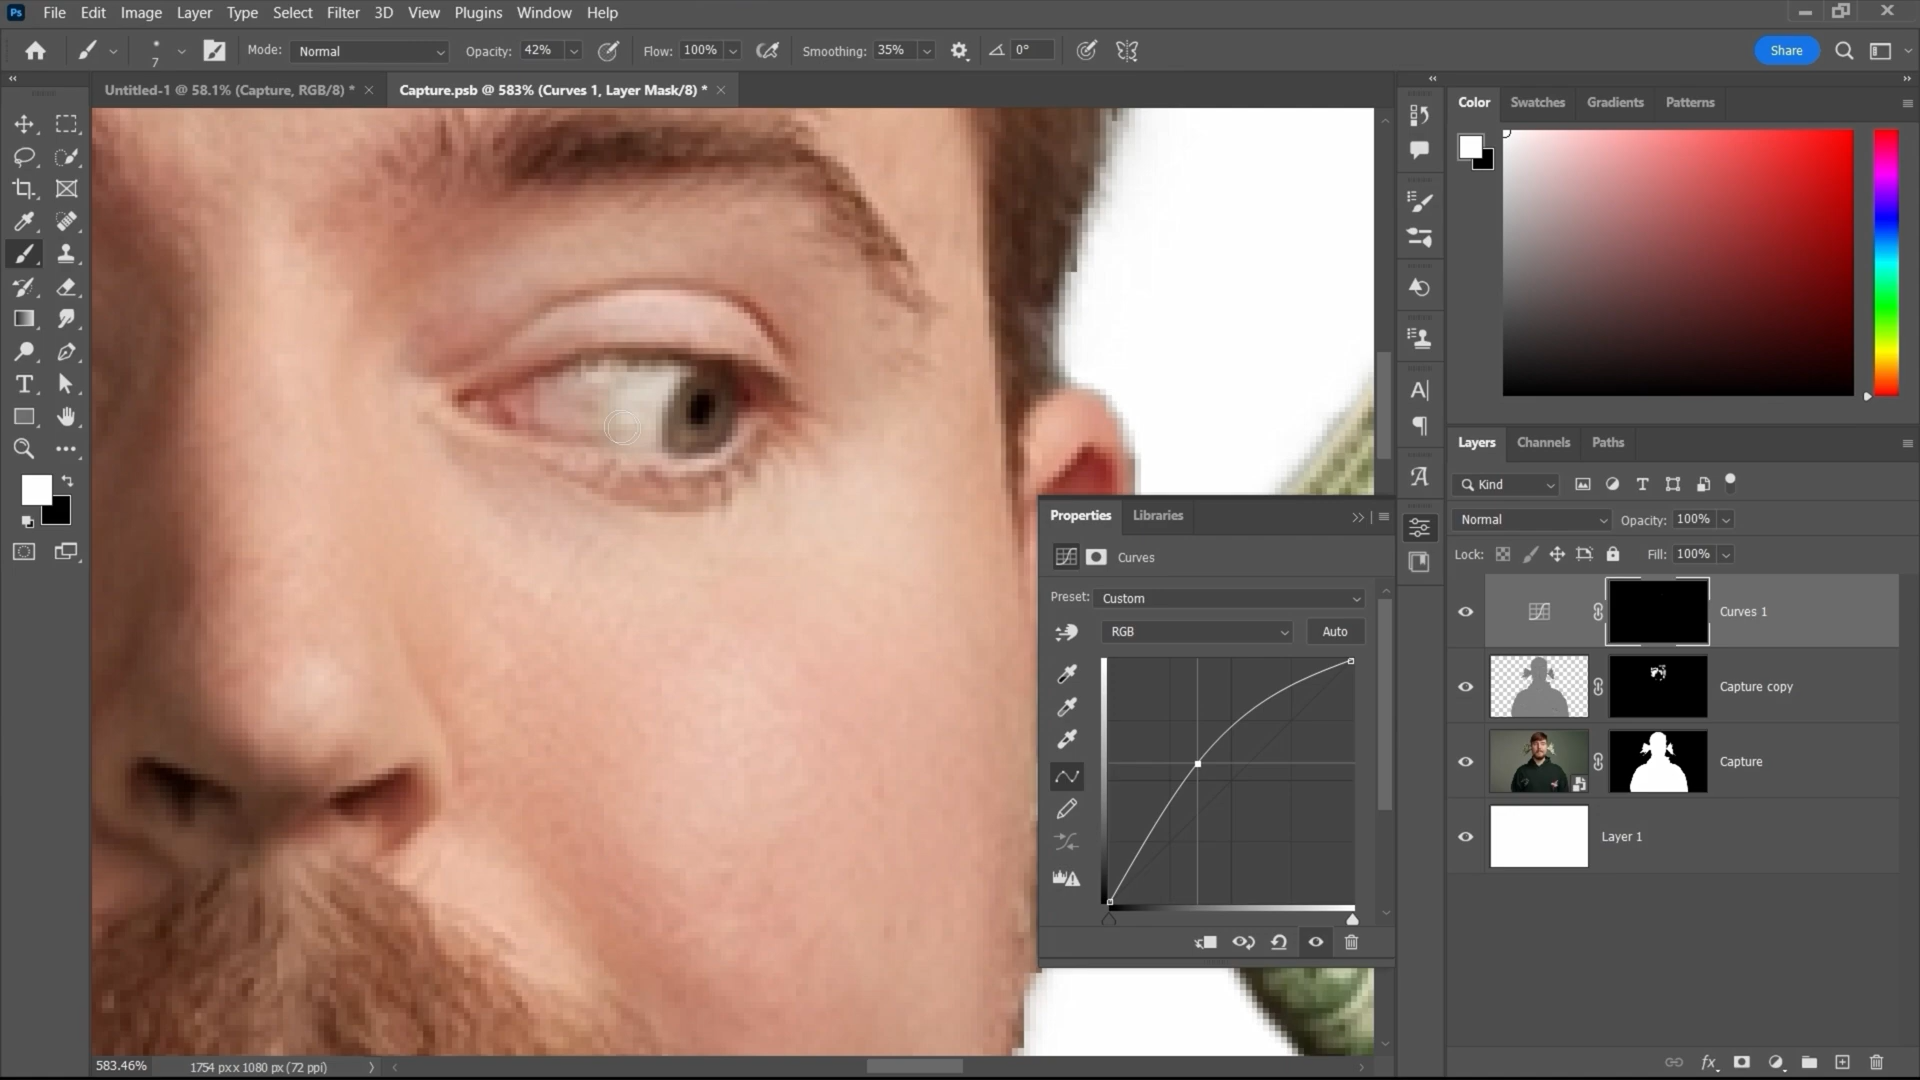 Ps File Edit Image Layer Type Select Filter 3D View Plugins Window Help
7 Mode: Normal Opacity: 42% Flow: 100% Smoothing: 35% 0° Share
Untitled-1 @ 58.1% (Capture, RGB/8) * Capture.psb @ 583% (Curves 1, Layer Mask/8) *
Color Swatches Gradients Patterns
Layers Channels Paths
Kind
Normal Opacity: 100%
Lock: Fill: 100%
Curves 1
Capture copy
Capture
Layer 1
Properties Libraries
Curves
Preset: Custom
RGB Auto
583.46% 1754 px x 1080 px (72 ppi)